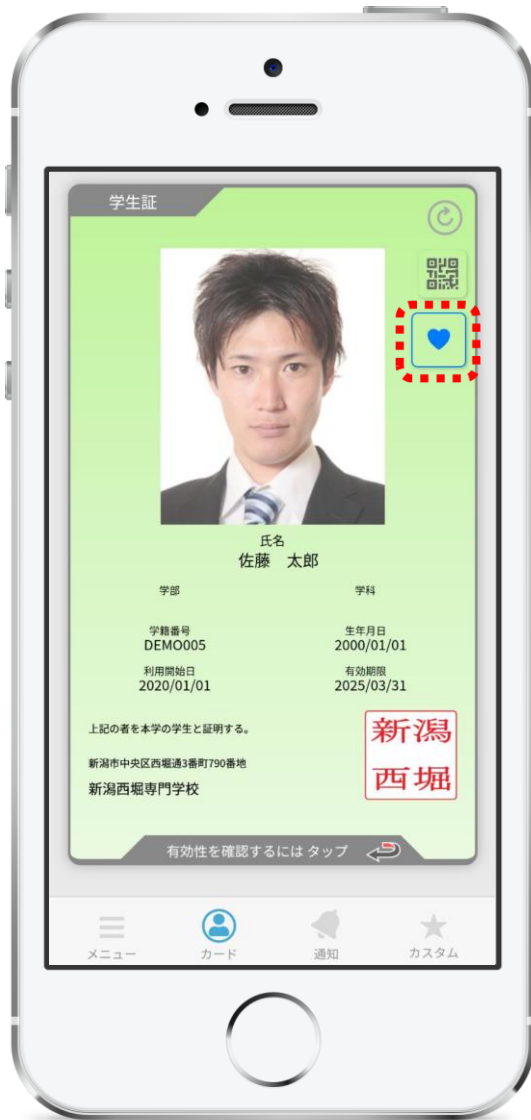 学生証
氏名
佐藤　太郎
学部　学科
学籍番号　生年月日
DEMO005　2000/01/01
利用開始日　有効期限
2020/01/01　2025/03/31
上記の者を本学の学生と証明する。
新潟市中央区西堀通3番町790番地
新潟西堀専門学校
新潟
西堀
有効性を確認するには タップ
メニュー　カード　通知　カスタム